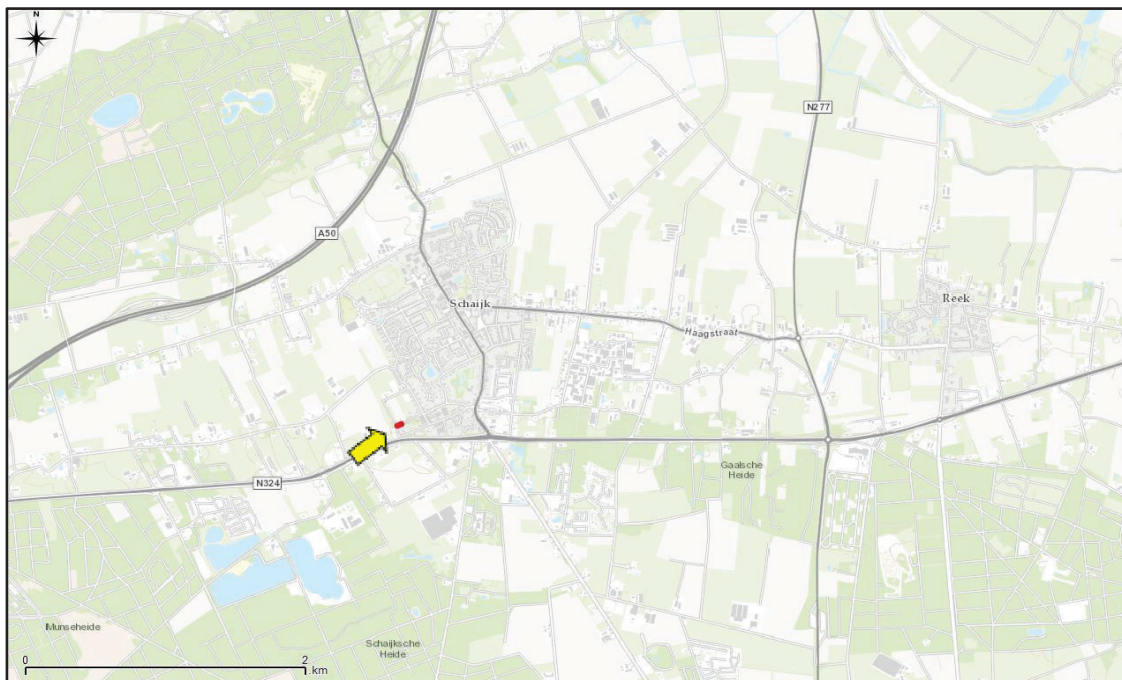 N
N277
A50
Schaijk
Reek
Haagstraat
Gaalsche
Heide
N324
Munseheide
Schaijksche
Heide
0
2
km